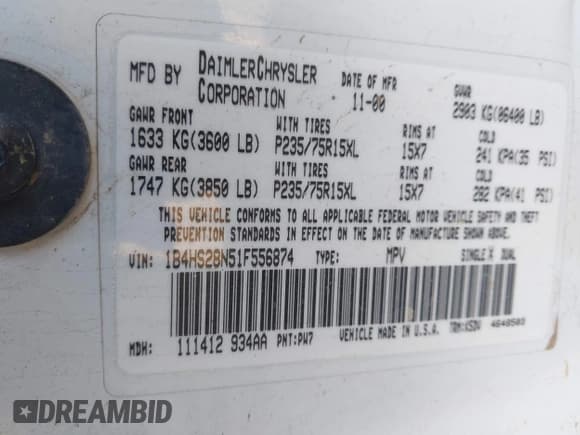 MFD BY DAIMLERCHRYSLER CORPORATION DATE OF MFR 11-00 GVWR 2903 KG(06400 LB)
GAWR FRONT WITH TIRES RIMS AT COLD
1633 KG(3600 LB) P235/75R15XL 15X7 241 KPA(35 PSI)
GAWR REAR WITH TIRES RIMS AT COLD
1747 KG(3850 LB) P235/75R15XL 15X7 282 KPA(41 PSI)
THIS VEHICLE CONFORMS TO ALL APPLICABLE FEDERAL MOTOR VEHICLE SAFETY AND THEFT
PREVENTION STANDARDS IN EFFECT ON THE DATE OF MANUFACTURE SHOWN ABOVE
VIN: 1B4HS28N51F556874 TYPE: MPV SINGLE X DUAL
MDH: 111412 934AA PNT:PW7 VEHICLE MADE IN U.S.A. TRM:K5DV 4648503
DREAMBID